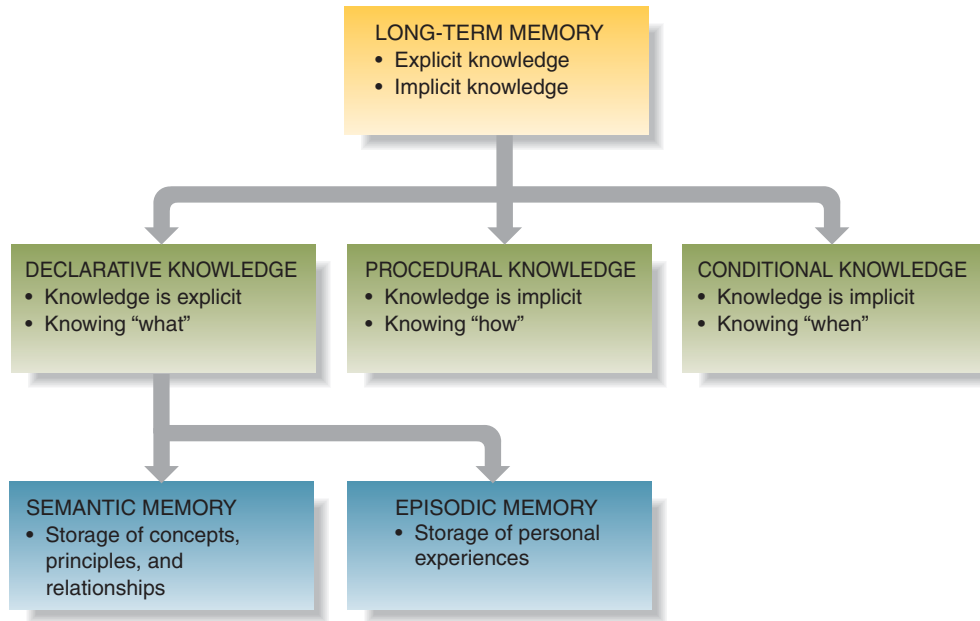 LONG-TERM MEMORY
• Explicit knowledge
• Implicit knowledge
DECLARATIVE KNOWLEDGE
• Knowledge is explicit
• Knowing “what”
PROCEDURAL KNOWLEDGE
• Knowledge is implicit
• Knowing “how”
CONDITIONAL KNOWLEDGE
• Knowledge is implicit
• Knowing “when”
SEMANTIC MEMORY
• Storage of concepts,
principles, and
relationships
EPISODIC MEMORY
• Storage of personal
experiences